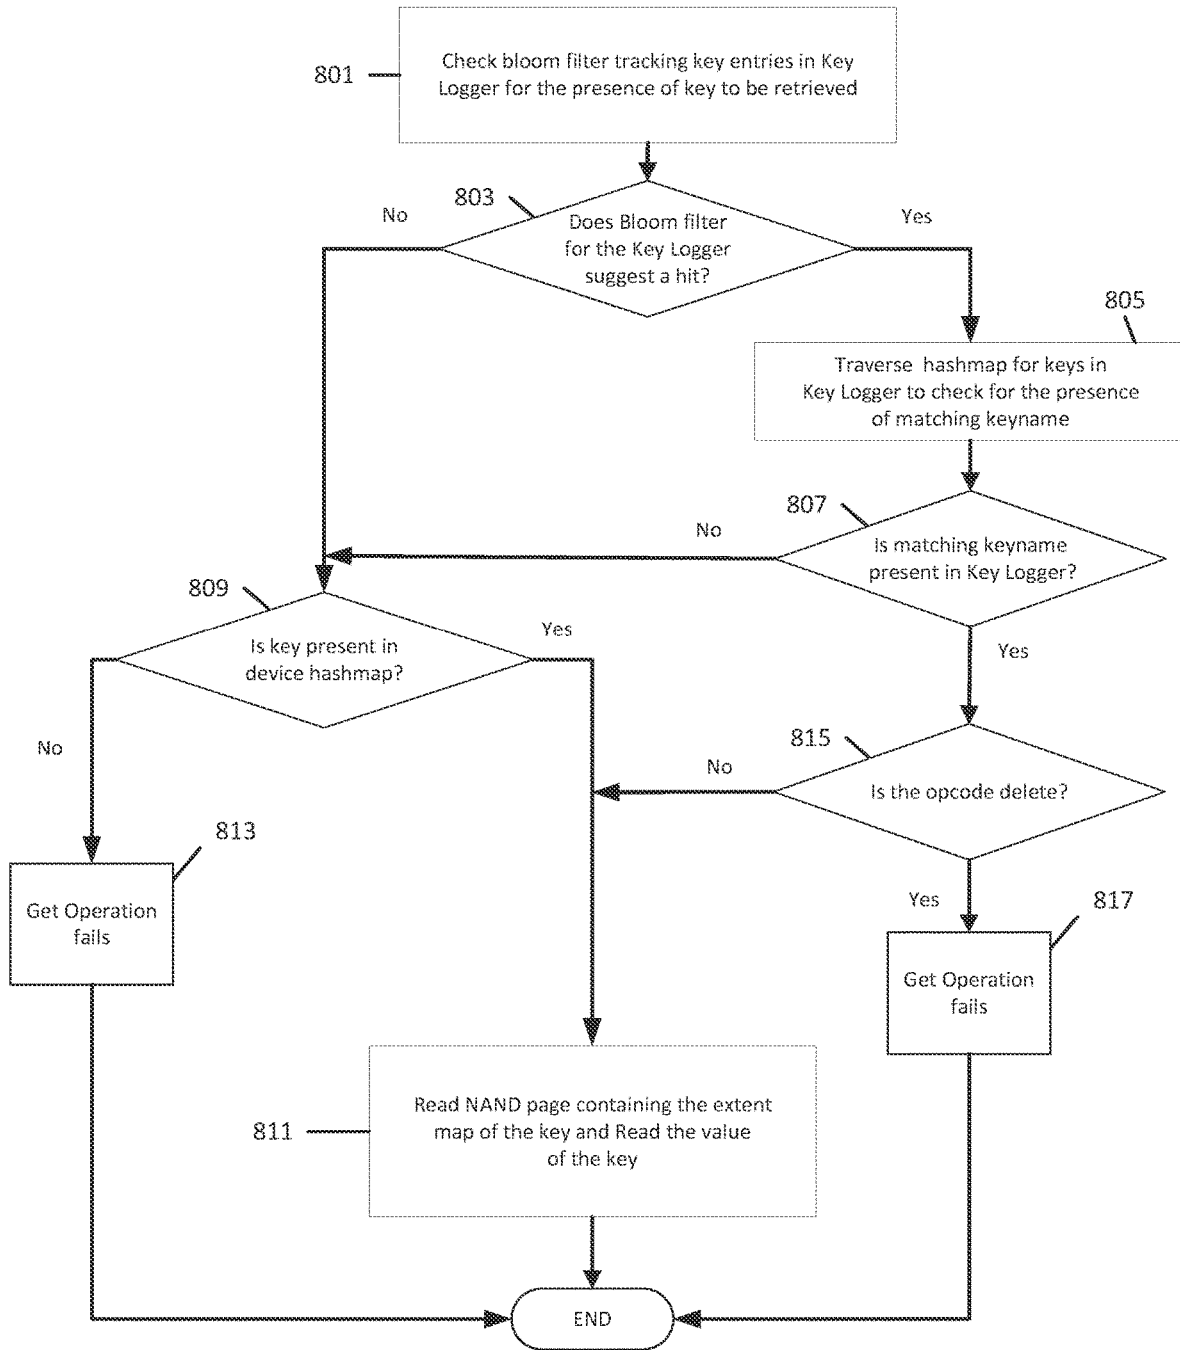 801
Check bloom filter tracking key entries in Key
Logger for the presence of key to be retrieved
803
No
Yes
Does Bloom filter
for the Key Logger
suggest a hit?
805
Traverse hashmap for keys in
Key Logger to check for the presence
of matching keyname
807
No
Is matching keyname
present in Key Logger?
809
Yes
Is key present in
device hashmap?
Yes
No
815
No
Is the opcode delete?
813
Get Operation
fails
Yes
817
Get Operation
fails
811
Read NAND page containing the extent
map of the key and Read the value
of the key
END